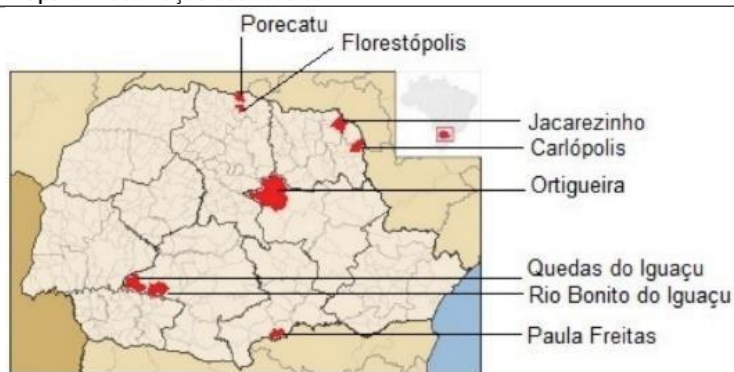 Porecatu
Florestópolis
Jacarezinho
Carlópolis
Ortigueira
Quedas do Iguaçu
Rio Bonito do Iguaçu
Paula Freitas